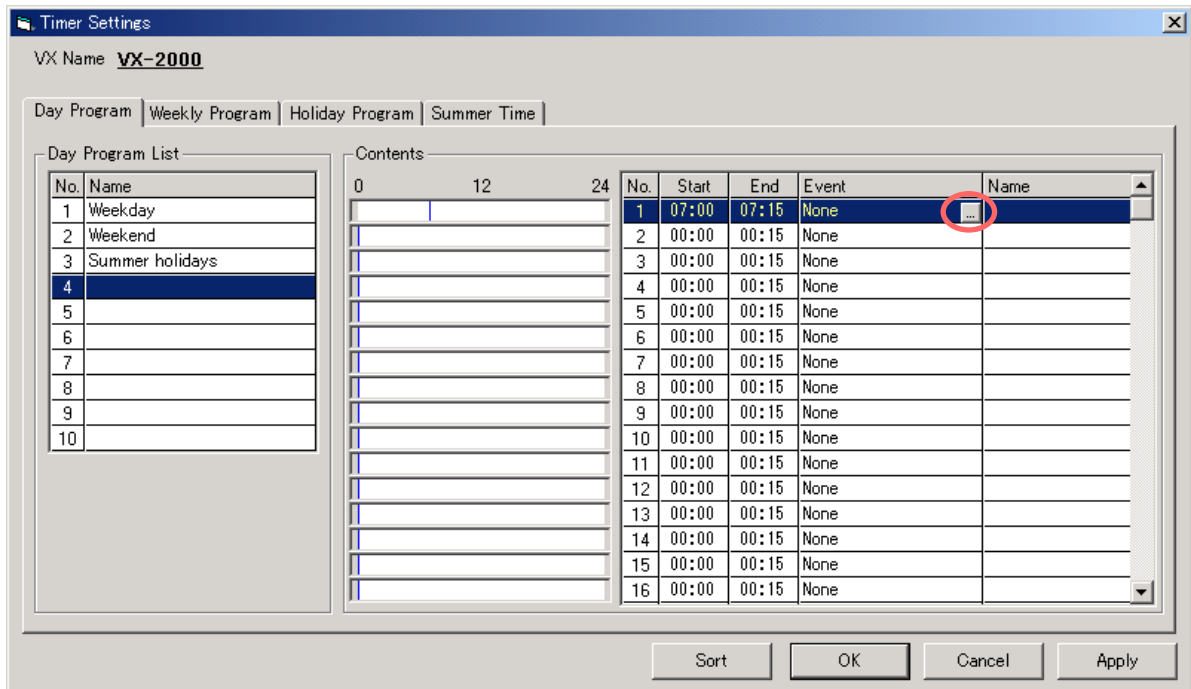 Timer Settings
VX Name VX-2000
Day Program Weekly Program Holiday Program Summer Time
Day Program List
No. Name
1 Weekday
2 Weekend
3 Summer holidays
4
5
6
7
8
9
10
Contents
0 12 24
No. Start End Event Name
1 07:00 07:15 None ...
2 00:00 00:15 None
3 00:00 00:15 None
4 00:00 00:15 None
5 00:00 00:15 None
6 00:00 00:15 None
7 00:00 00:15 None
8 00:00 00:15 None
9 00:00 00:15 None
10 00:00 00:15 None
11 00:00 00:15 None
12 00:00 00:15 None
13 00:00 00:15 None
14 00:00 00:15 None
15 00:00 00:15 None
16 00:00 00:15 None
Sort OK Cancel Apply